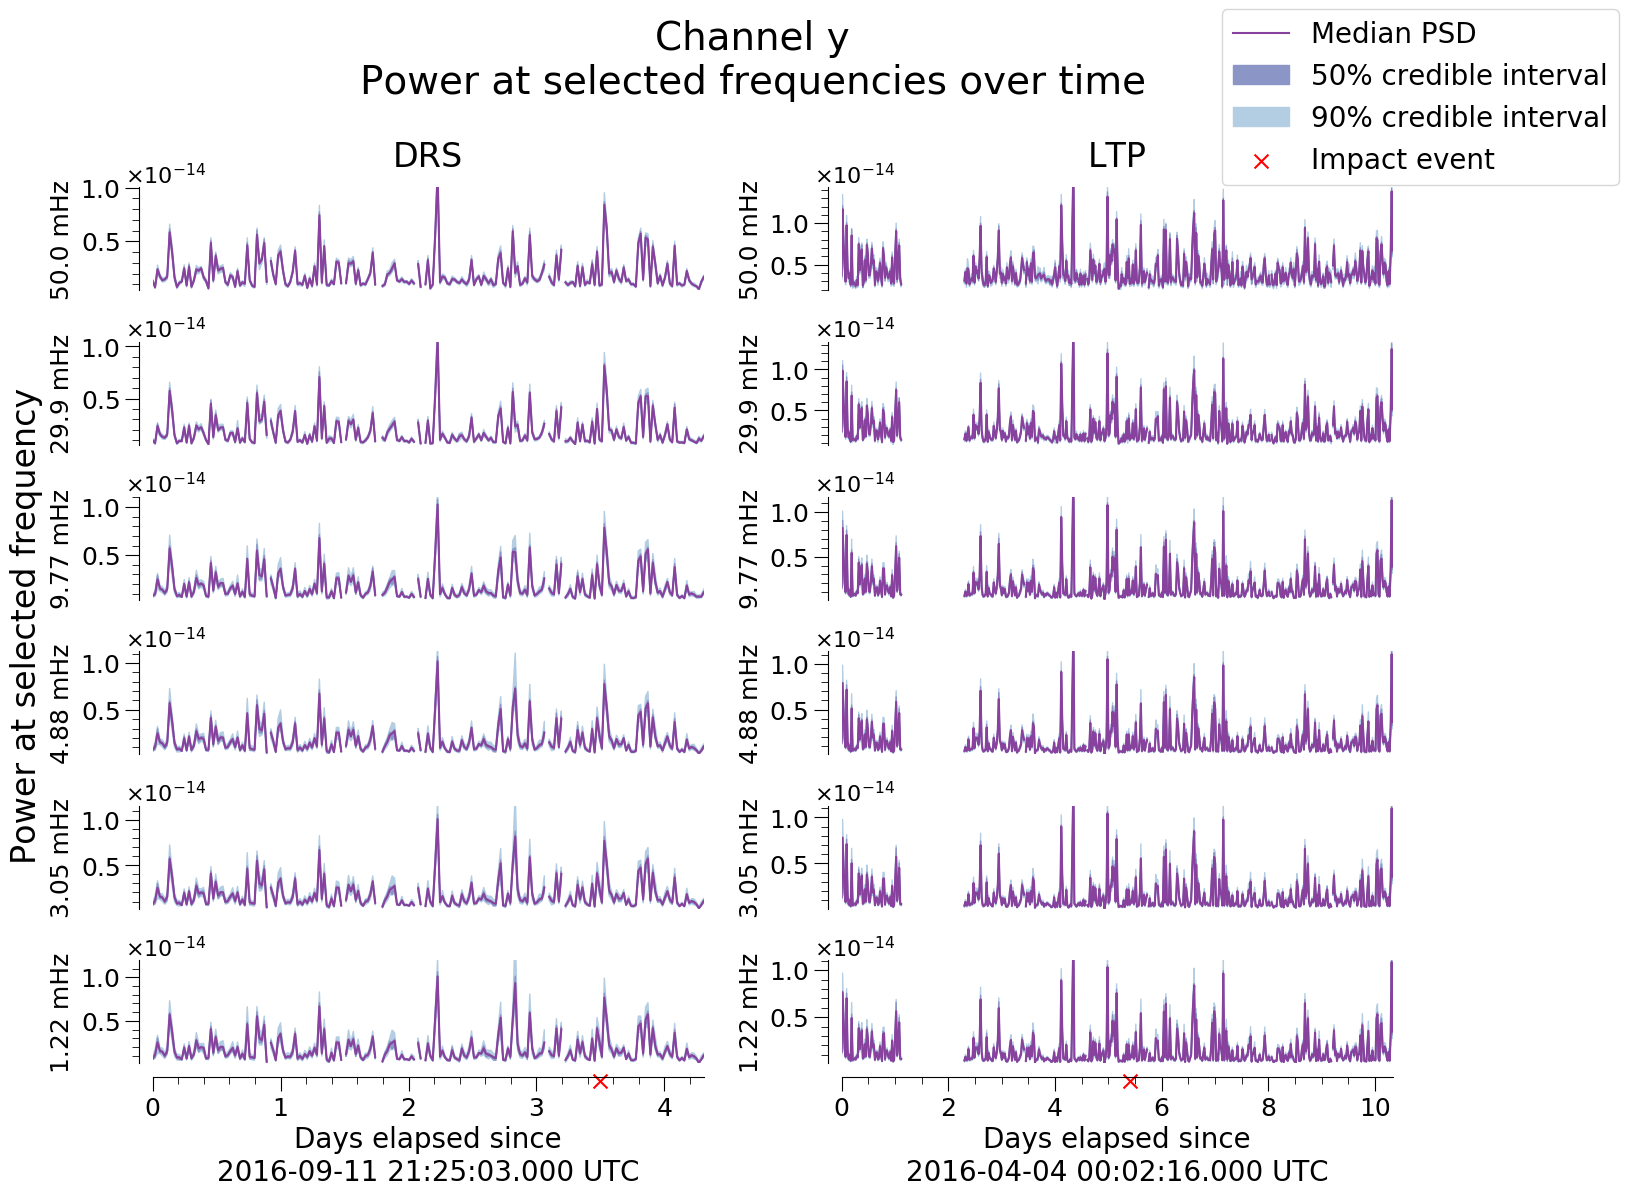 Channel y
Power at selected frequencies over time
Median PSD
50% credible interval
90% credible interval
Impact event
Power at selected frequency
DRS
×10⁻¹⁴
50.0 mHz
1.0
0.5
×10⁻¹⁴
29.9 mHz
1.0
0.5
×10⁻¹⁴
9.77 mHz
1.0
0.5
×10⁻¹⁴
4.88 mHz
1.0
0.5
×10⁻¹⁴
3.05 mHz
1.0
0.5
×10⁻¹⁴
1.22 mHz
1.0
0.5
0 1 2 3 4
Days elapsed since
2016-09-11 21:25:03.000 UTC
LTP
×10⁻¹⁴
50.0 mHz
1.0
0.5
×10⁻¹⁴
29.9 mHz
1.0
0.5
×10⁻¹⁴
9.77 mHz
1.0
0.5
×10⁻¹⁴
4.88 mHz
1.0
0.5
×10⁻¹⁴
3.05 mHz
1.0
0.5
×10⁻¹⁴
1.22 mHz
1.0
0.5
0 2 4 6 8 10
Days elapsed since
2016-04-04 00:02:16.000 UTC